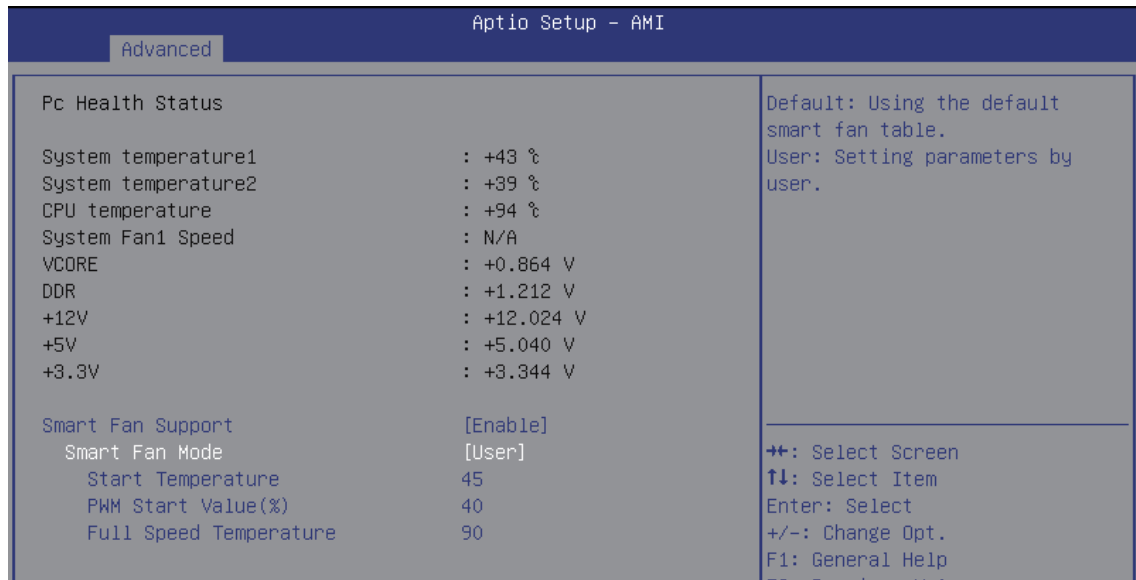 Aptio Setup – AMI
Advanced
Pc Health Status
System temperature1 : +43 ℃
System temperature2 : +39 ℃
CPU temperature : +94 ℃
System Fan1 Speed : N/A
VCORE : +0.864 V
DDR : +1.212 V
+12V : +12.024 V
+5V : +5.040 V
+3.3V : +3.344 V
Smart Fan Support [Enable]
Smart Fan Mode [User]
Start Temperature 45
PWM Start Value(%) 40
Full Speed Temperature 90
Default: Using the default
smart fan table.
User: Setting parameters by
user.
→←: Select Screen
↑↓: Select Item
Enter: Select
+/-: Change Opt.
F1: General Help